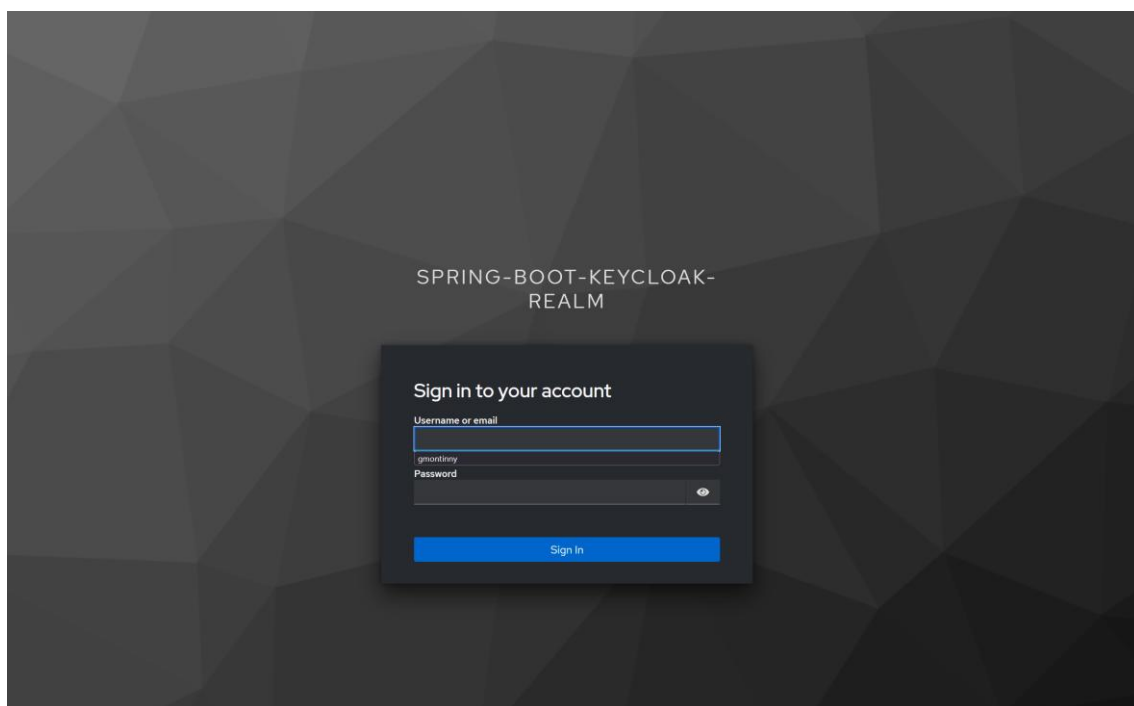 SPRING-BOOT-KEYCLOAK-
REALM
Sign in to your account
Username or email
gmontinny
Password
Sign In